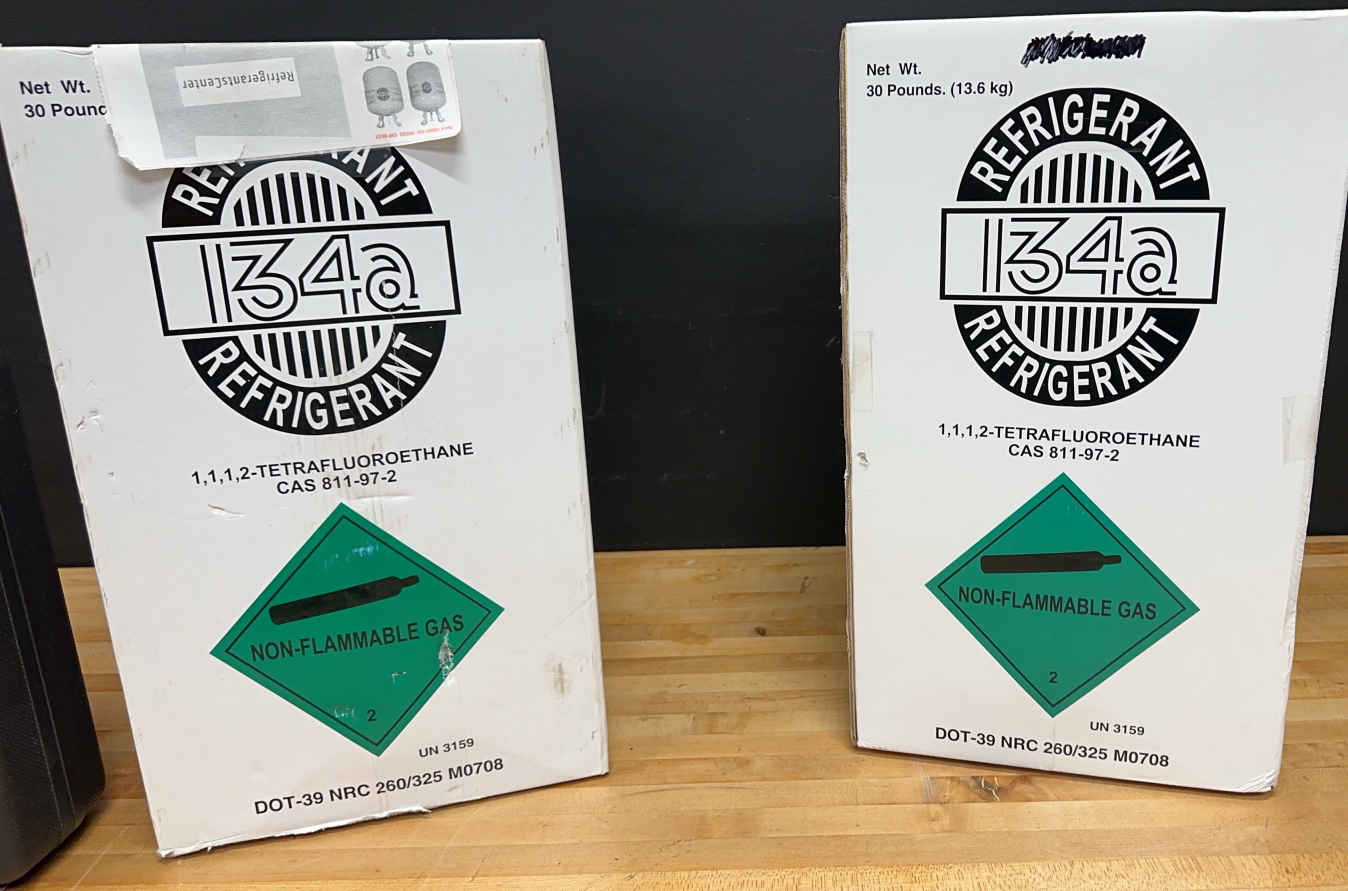 Net Wt.
30 Pound
RefrigerantsCenter
REFRIGERANT
134a
REFRIGERANT
1,1,1,2-TETRAFLUOROETHANE
CAS 811-97-2
NON-FLAMMABLE GAS
2
UN 3159
DOT-39 NRC 260/325 M0708
Net Wt.
30 Pounds. (13.6 kg)
REFRIGERANT
134a
REFRIGERANT
1,1,1,2-TETRAFLUOROETHANE
CAS 811-97-2
NON-FLAMMABLE GAS
2
UN 3159
DOT-39 NRC 260/325 M0708